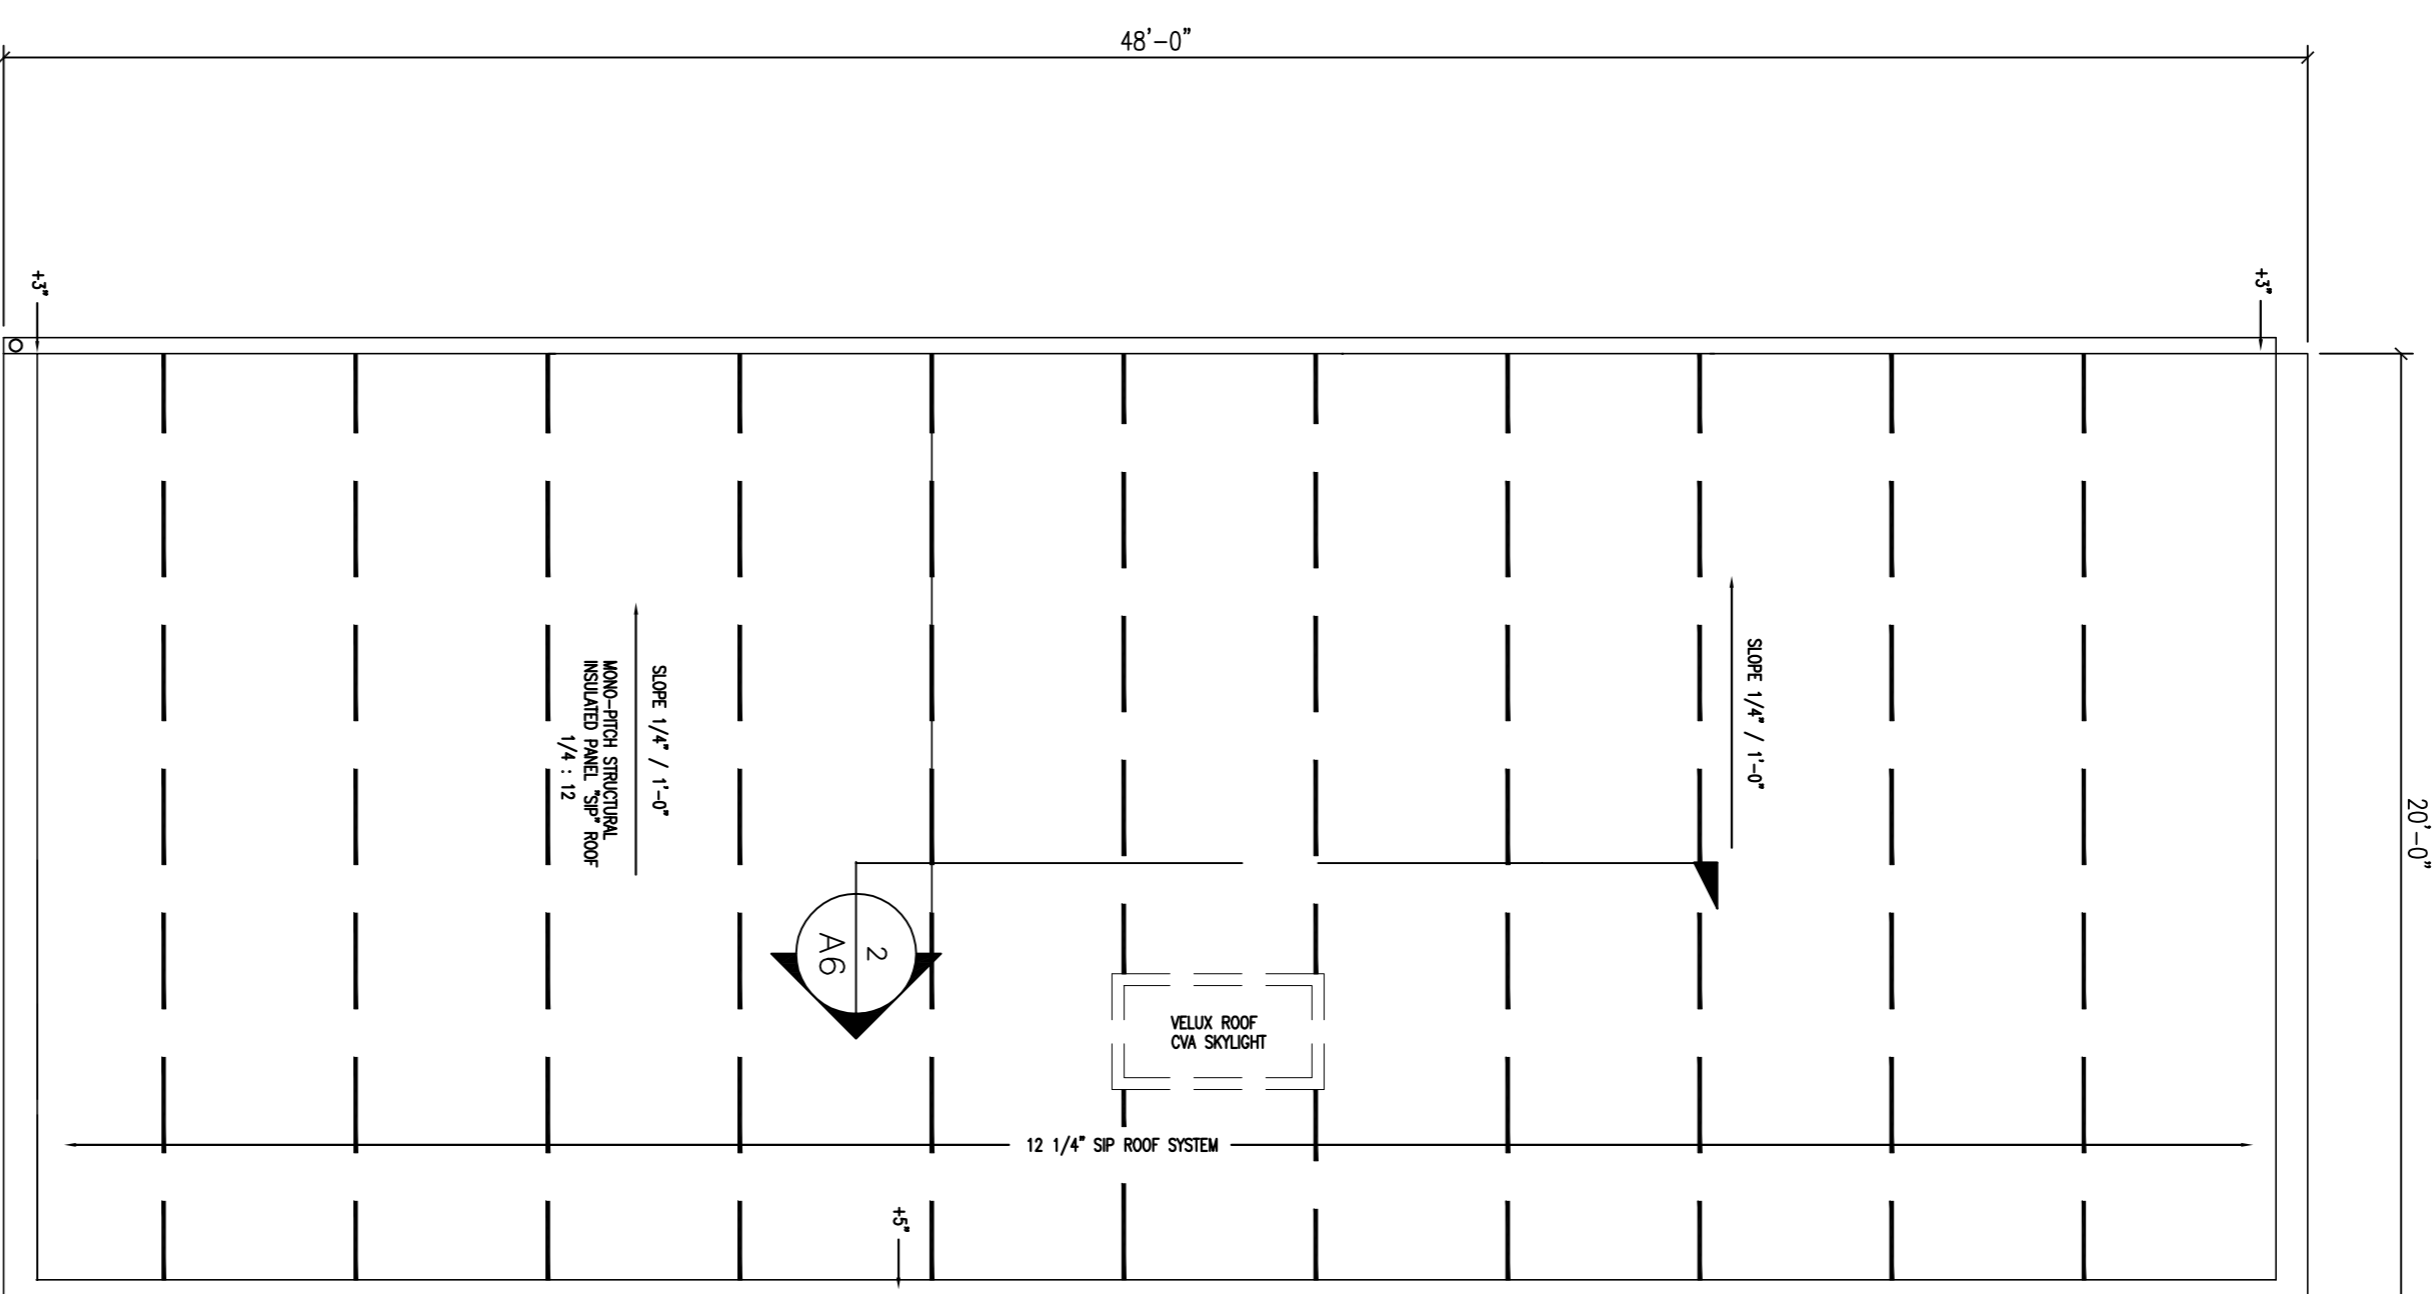 48'-0"
+3"
+3"
20'-0"
SLOPE 1/4" / 1'-0"
SLOPE 1/4" / 1'-0"
MONO-PITCH STRUCTURAL
INSULATED PANEL "SIP" ROOF
1/4 : 12
2
A6
VELUX ROOF
CVA SKYLIGHT
12 1/4" SIP ROOF SYSTEM
+5"